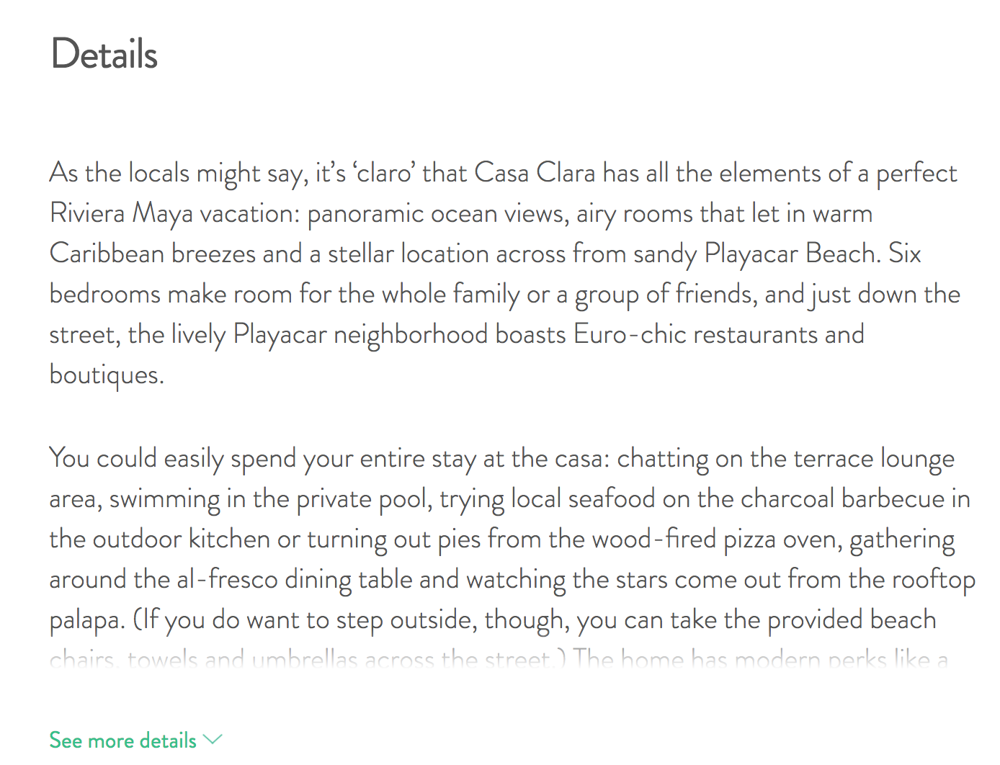 Details
As the locals might say, it’s ‘claro’ that Casa Clara has all the elements of a perfect
Riviera Maya vacation: panoramic ocean views, airy rooms that let in warm
Caribbean breezes and a stellar location across from sandy Playacar Beach. Six
bedrooms make room for the whole family or a group of friends, and just down the
street, the lively Playacar neighborhood boasts Euro-chic restaurants and
boutiques.
You could easily spend your entire stay at the casa: chatting on the terrace lounge
area, swimming in the private pool, trying local seafood on the charcoal barbecue in
the outdoor kitchen or turning out pies from the wood-fired pizza oven, gathering
around the al-fresco dining table and watching the stars come out from the rooftop
palapa. (If you do want to step outside, though, you can take the provided beach
chairs, towels and umbrellas across the street.) The home has modern perks like a
See more details